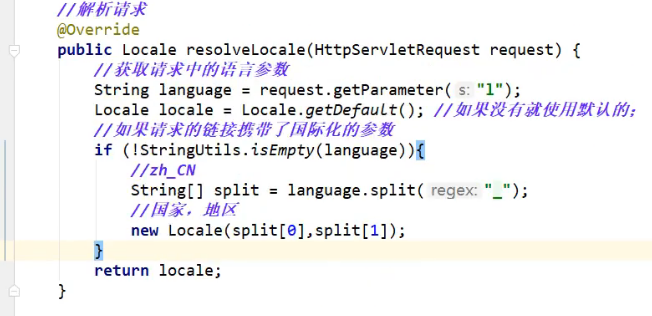 //解析请求
@Override
public Locale resolveLocale(HttpServletRequest request) {
//获取请求中的语言参数
String language = request.getParameter( s: "l");
Locale locale = Locale.getDefault(); //如果没有就使用默认的;
//如果请求的链接携带了国际化的参数
if (!StringUtils.isEmpty(language)){
//zh_CN
String[] split = language.split( regex: "_");
//国家，地区
new Locale(split[0],split[1]);
}
return locale;
}